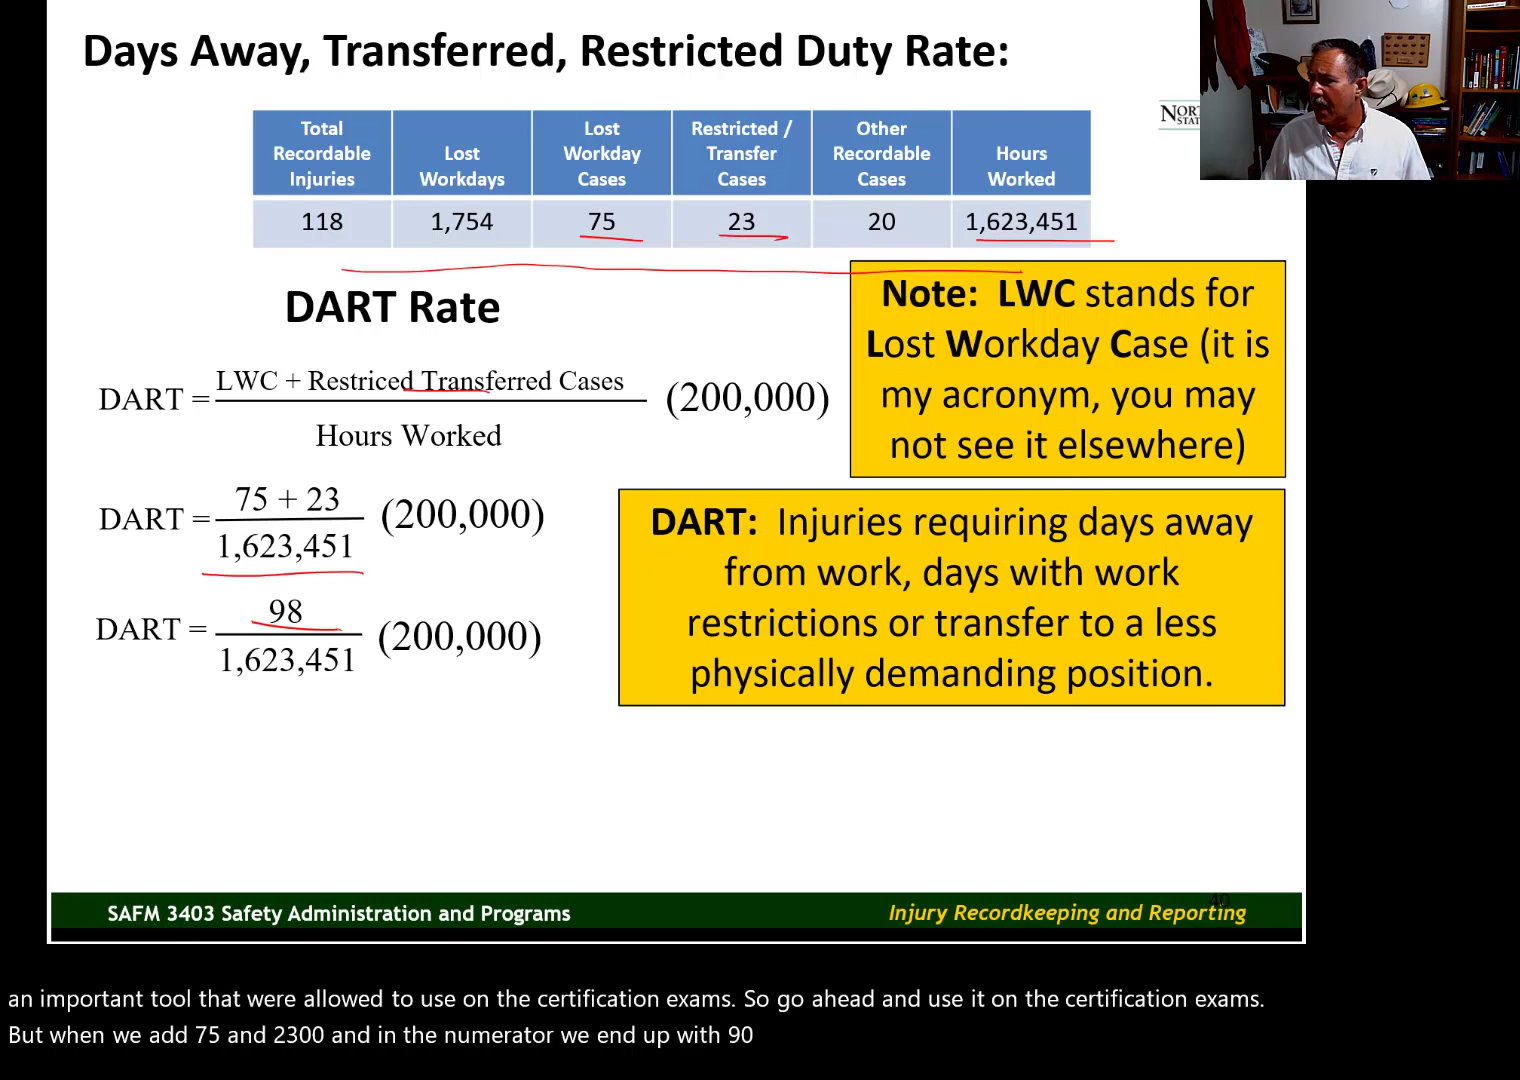 Days Away, Transferred, Restricted Duty Rate:
NORT
STAT
Total Recordable Injuries
Lost Workdays
Lost Workday Cases
Restricted / Transfer Cases
Other Recordable Cases
Hours Worked
118 1,754 75 23 20 1,623,451
DART Rate
DART = LWC + Restriced Transferred Cases
Hours Worked
(200,000)
DART = 75 + 23
1,623,451
(200,000)
DART = 98
1,623,451
(200,000)
Note: LWC stands for
Lost Workday Case (it is
my acronym, you may
not see it elsewhere)
DART: Injuries requiring days away
from work, days with work
restrictions or transfer to a less
physically demanding position.
40
SAFM 3403 Safety Administration and Programs
Injury Recordkeeping and Reporting
an important tool that were allowed to use on the certification exams. So go ahead and use it on the certification exams.
But when we add 75 and 2300 and in the numerator we end up with 90